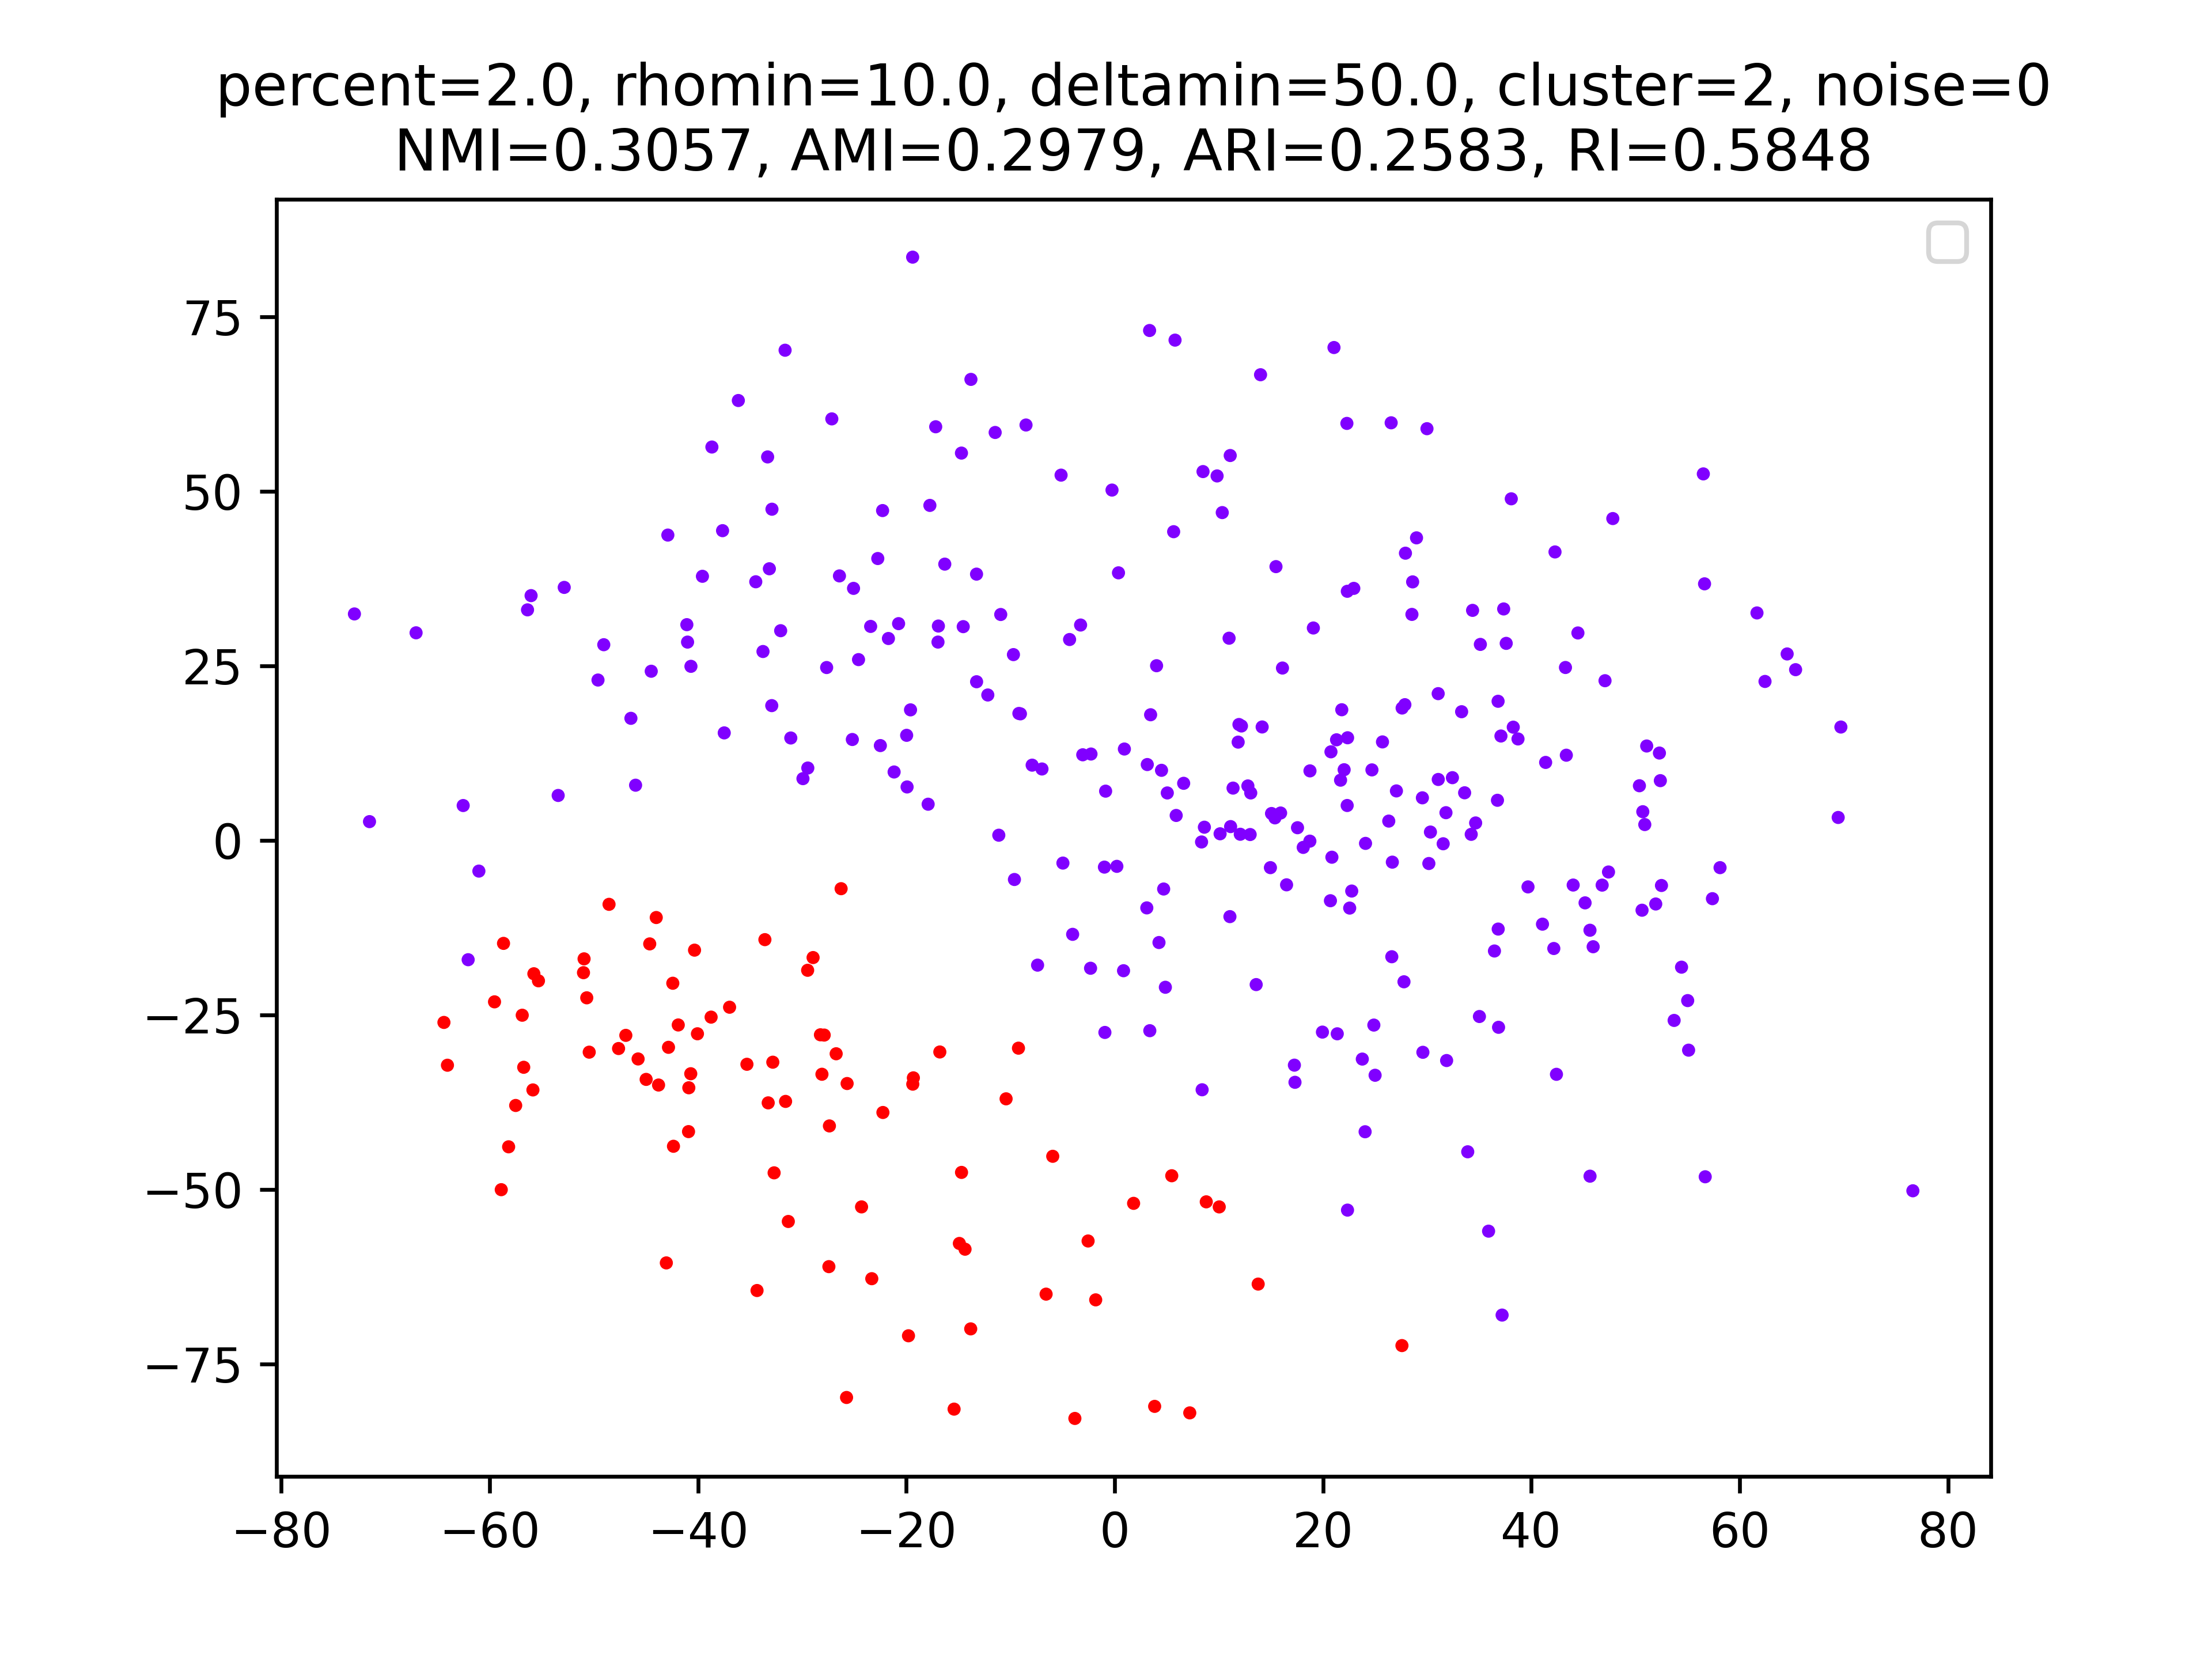 percent=2.0, rhomin=10.0, deltamin=50.0, cluster=2, noise=0
NMI=0.3057, AMI=0.2979, ARI=0.2583, RI=0.5848
75
50
25
0
−25
−50
−75
−80 −60 −40 −20 0 20 40 60 80